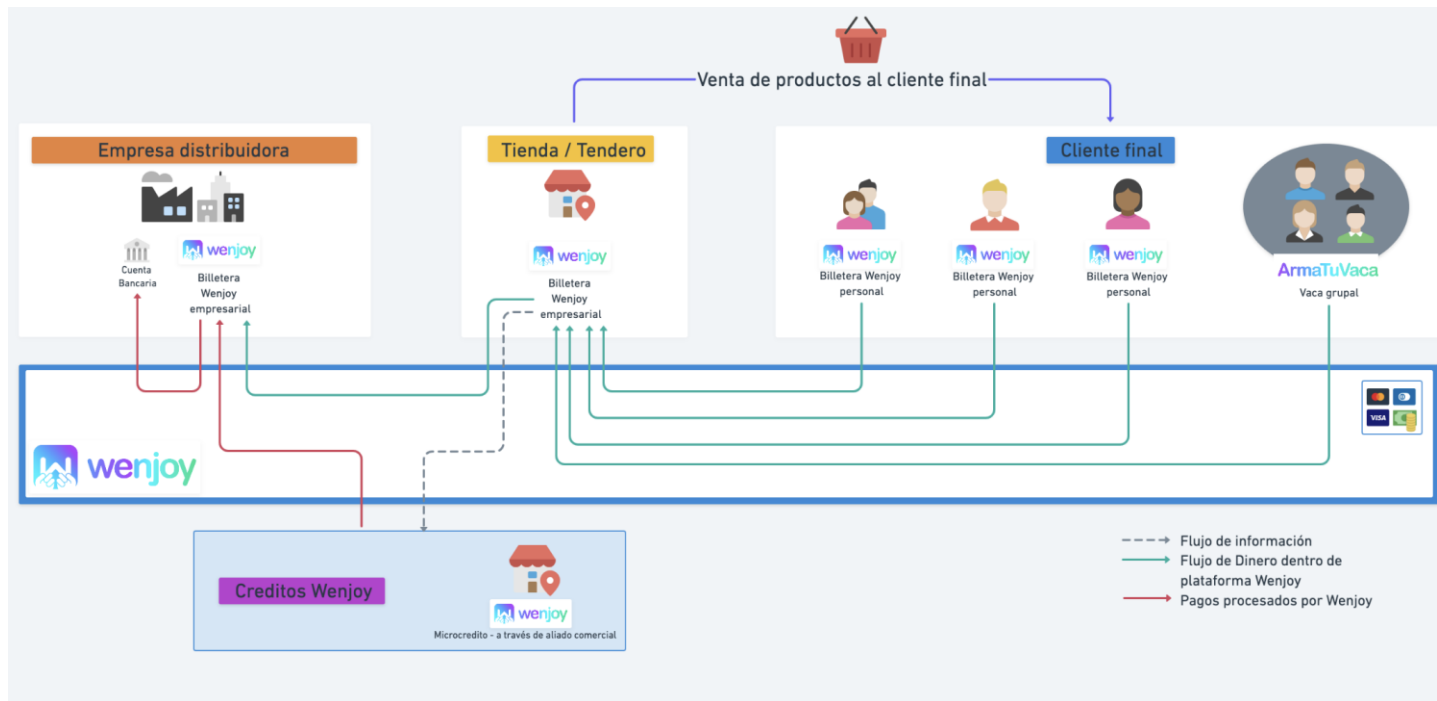 Venta de productos al cliente final
Empresa distribuidora
Cuenta
Bancaria
wenjoy
Billetera
Wenjoy
empresarial
Tienda / Tendero
wenjoy
Billetera
Wenjoy
empresarial
Cliente final
wenjoy
Billetera Wenjoy
personal
wenjoy
Billetera Wenjoy
personal
wenjoy
Billetera Wenjoy
personal
ArmaTuVaca
Vaca grupal
wenjoy
VISA
Creditos Wenjoy
wenjoy
Microcredito - a través de aliado comercial
Flujo de información
Flujo de Dinero dentro de
plataforma Wenjoy
Pagos procesados por Wenjoy